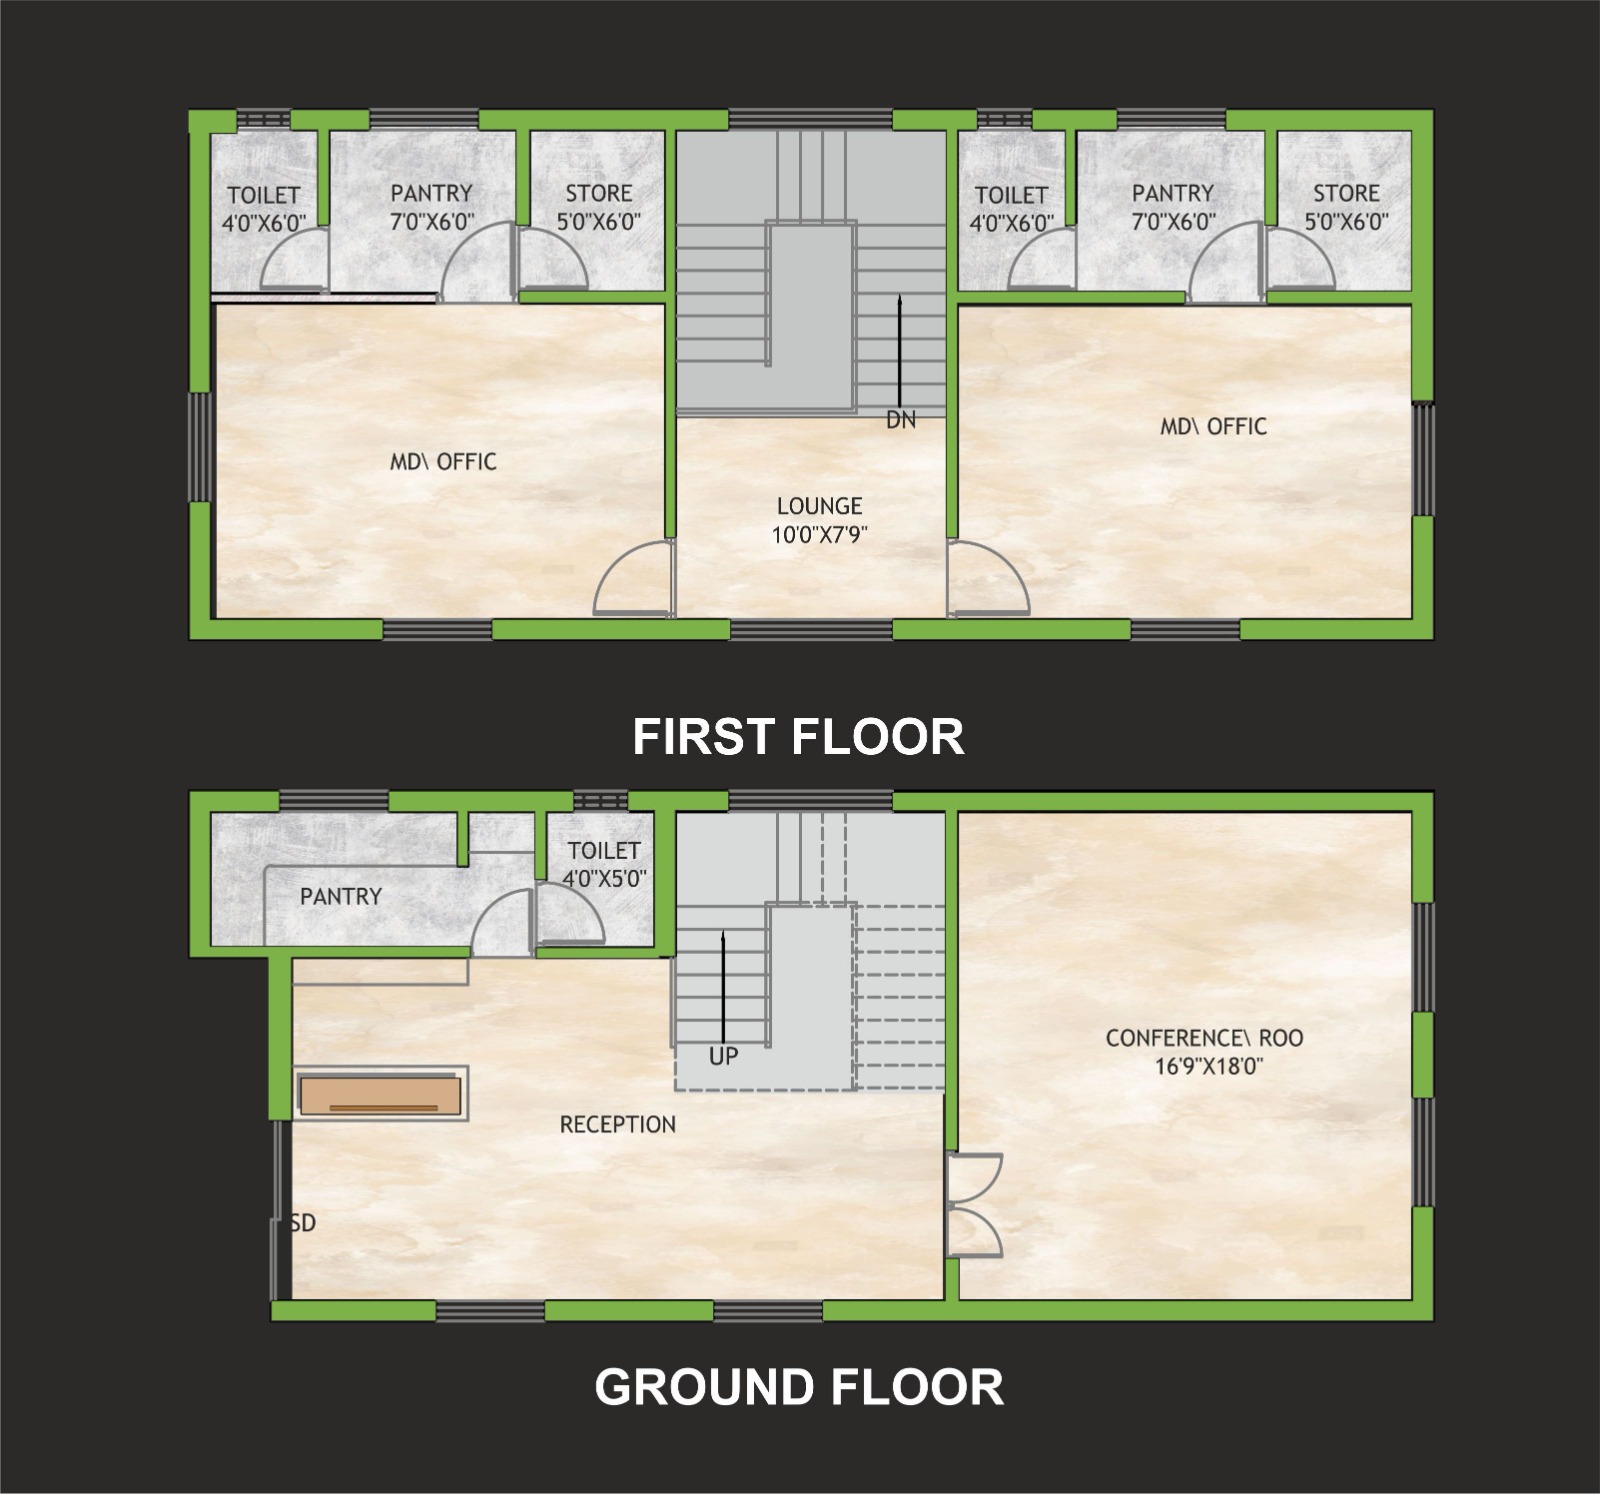 TOILET
4'0"X6'0"
PANTRY
7'0"X6'0"
STORE
5'0"X6'0"
TOILET
4'0"X6'0"
PANTRY
7'0"X6'0"
STORE
5'0"X6'0"
MD\ OFFIC
DN
MD\ OFFIC
LOUNGE
10'0"X7'9"
FIRST FLOOR
PANTRY
TOILET
4'0"X5'0"
UP
RECEPTION
CONFERENCE\ ROO
16'9"X18'0"
SD
GROUND FLOOR